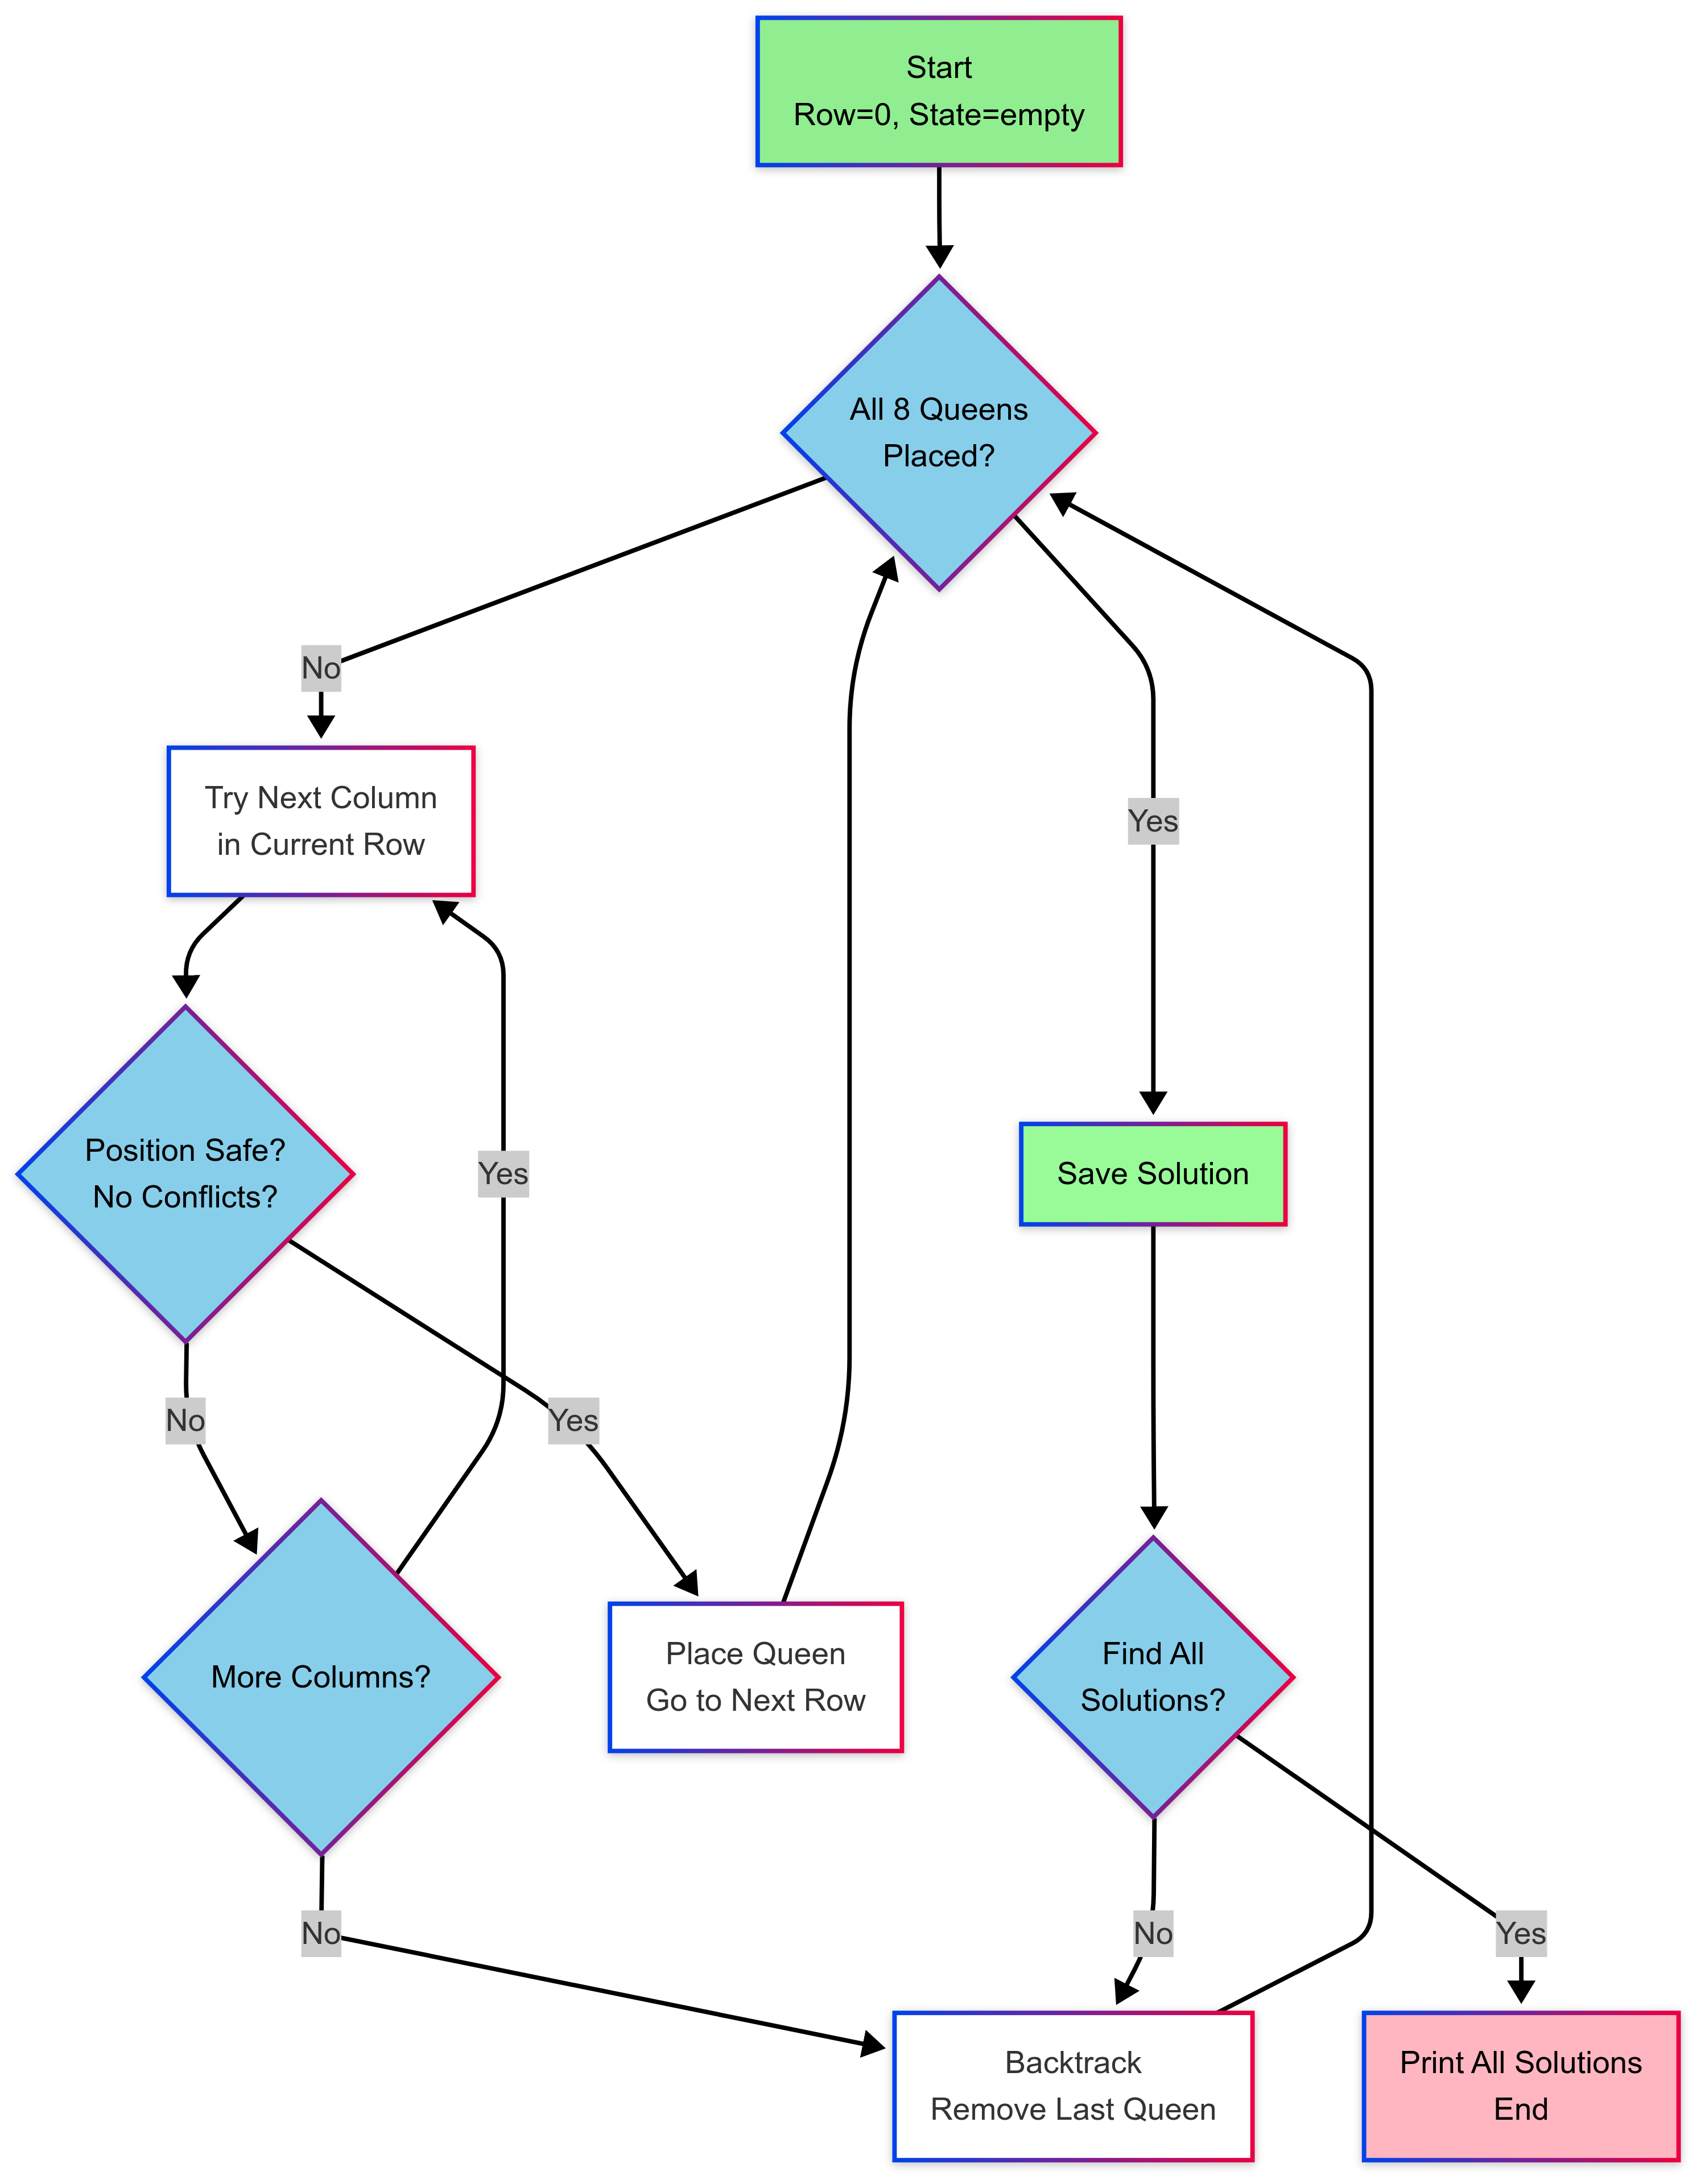 Start
Row=0, State=empty
All 8 Queens
Placed?
No
Try Next Column
in Current Row
Yes
Position Safe?
No Conflicts?
Yes
Save Solution
No
Yes
More Columns?
Place Queen
Go to Next Row
Find All
Solutions?
No
No
Yes
Backtrack
Remove Last Queen
Print All Solutions
End